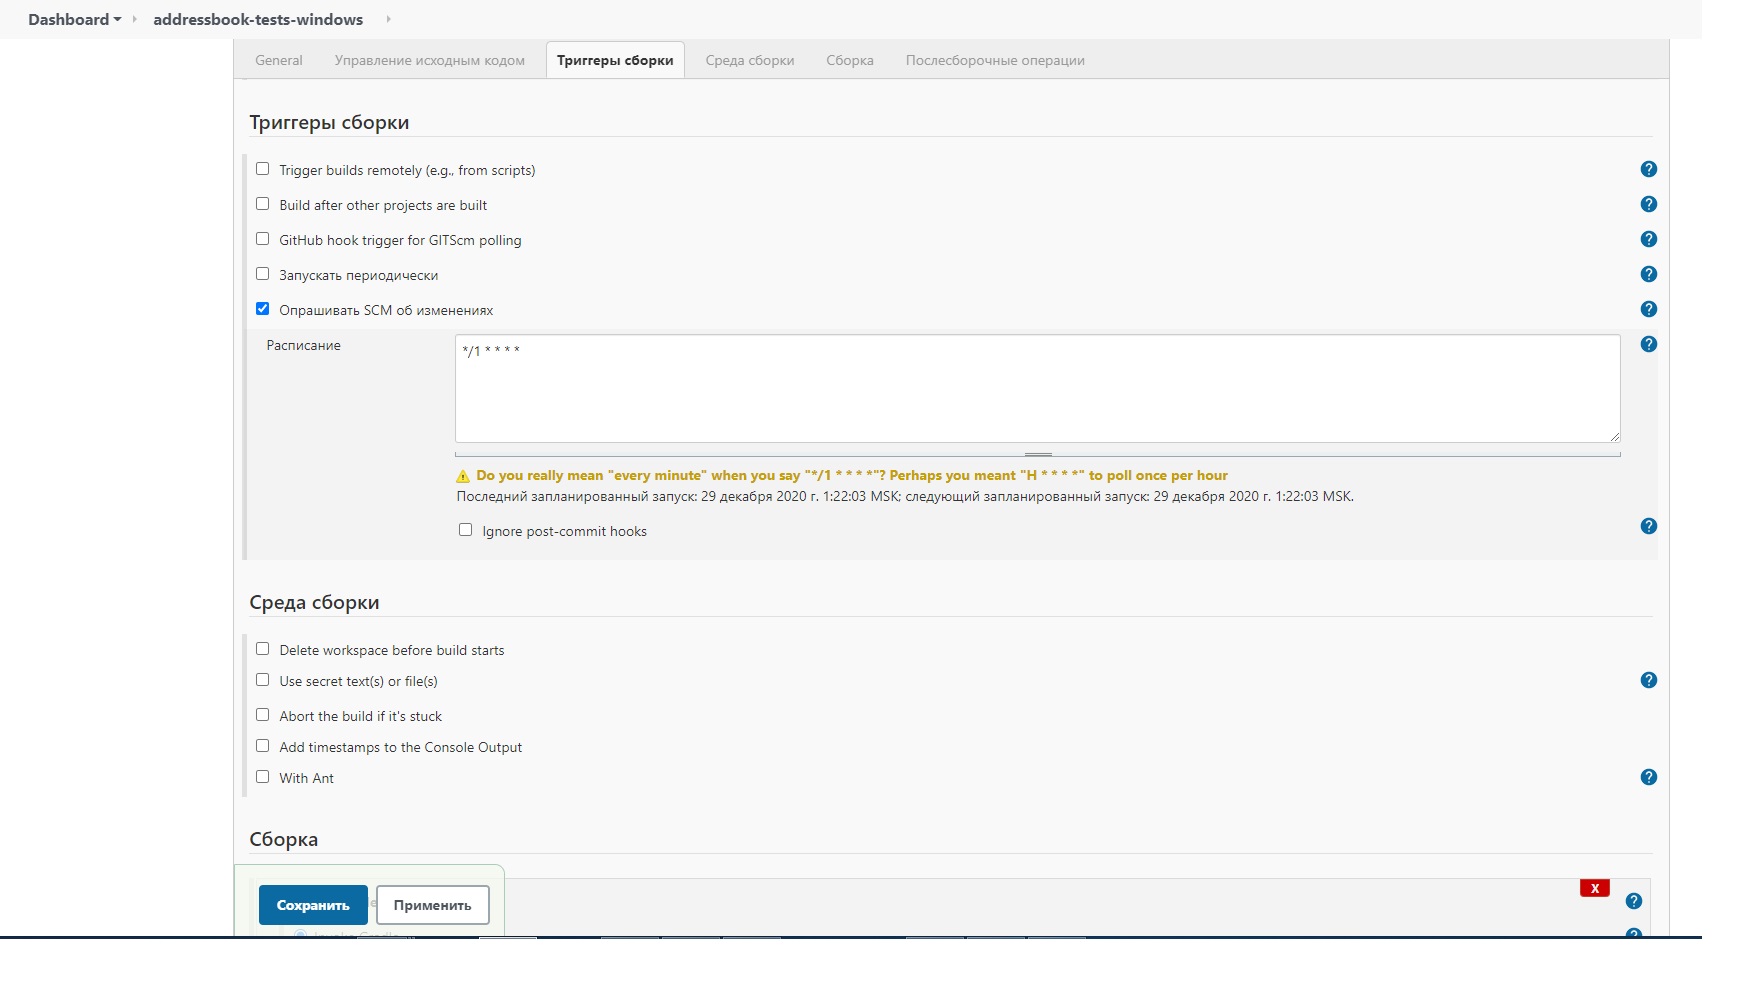 Dashboard addressbook-tests-windows
General Управление исходным кодом Триггеры сборки Среда сборки Сборка Послесборочные операции
Триггеры сборки
Trigger builds remotely (e.g., from scripts)
Build after other projects are built
GitHub hook trigger for GITScm polling
Запускать периодически
Опрашивать SCM об изменениях
Расписание
*/1 * * * *
Do you really mean "every minute" when you say "*/1 * * * *"? Perhaps you meant "H * * * *" to poll once per hour
Последний запланированный запуск: 29 декабря 2020 г. 1:22:03 MSK; следующий запланированный запуск: 29 декабря 2020 г. 1:22:03 MSK.
Ignore post-commit hooks
Среда сборки
Delete workspace before build starts
Use secret text(s) or file(s)
Abort the build if it's stuck
Add timestamps to the Console Output
With Ant
Сборка
X
Сохранить Применить